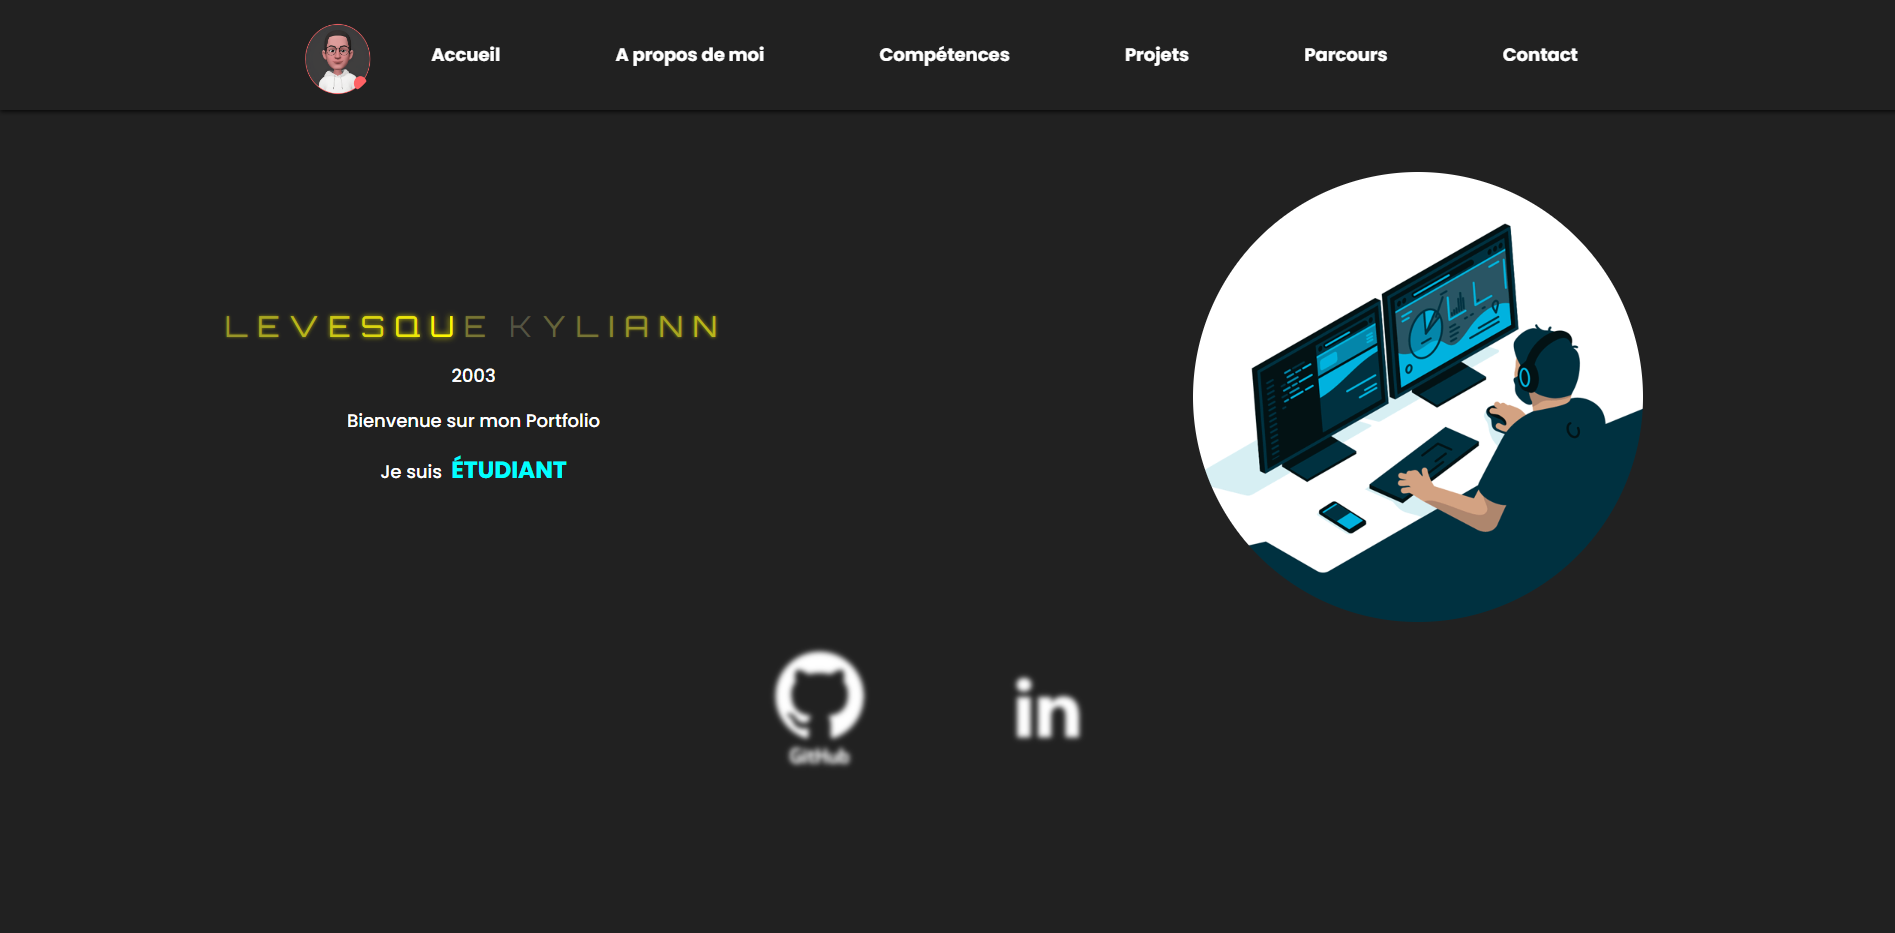 Accueil A propos de moi Compétences Projets Parcours Contact
LEVESQUE KYLIANN
2003
Bienvenue sur mon Portfolio
Je suis ÉTUDIANT
GitHub
in